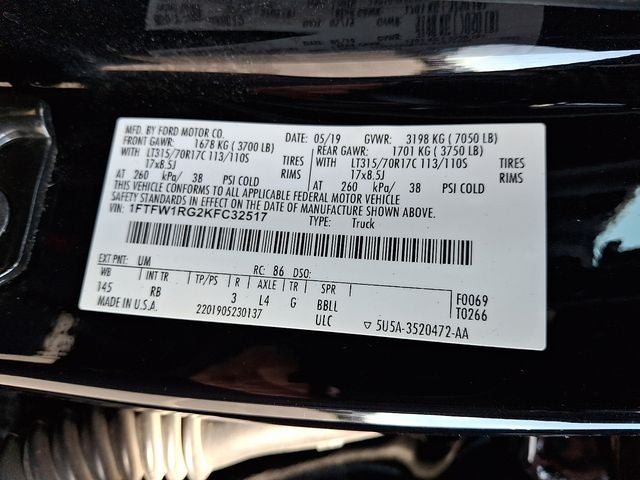 MFD. BY FORD MOTOR CO. DATE: 05/19 GVWR: 3198 KG ( 7050 LB)
FRONT GAWR: 1678 KG ( 3700 LB) REAR GAWR: 1701 KG ( 3750 LB)
WITH LT315/70R17C 113/110S TIRES WITH LT315/70R17C 113/110S TIRES
17x8.5J RIMS 17x8.5J RIMS
AT 260 kPa/ 38 PSI COLD AT 260 kPa/ 38 PSI COLD
THIS VEHICLE CONFORMS TO ALL APPLICABLE FEDERAL MOTOR VEHICLE
SAFETY STANDARDS IN EFFECT ON THE DATE OF MANUFACTURE SHOWN ABOVE.
VIN: 1FTFW1RG2KFC32517 TYPE: Truck
EXT PNT: UM RC: 86 DSO:
WB INT TR TP/PS R AXLE TR SPR
145 RB 3 L4 G BBLL F0069
ULC T0266
MADE IN U.S.A. 2201905230137 ▽ 5U5A-3520472-AA